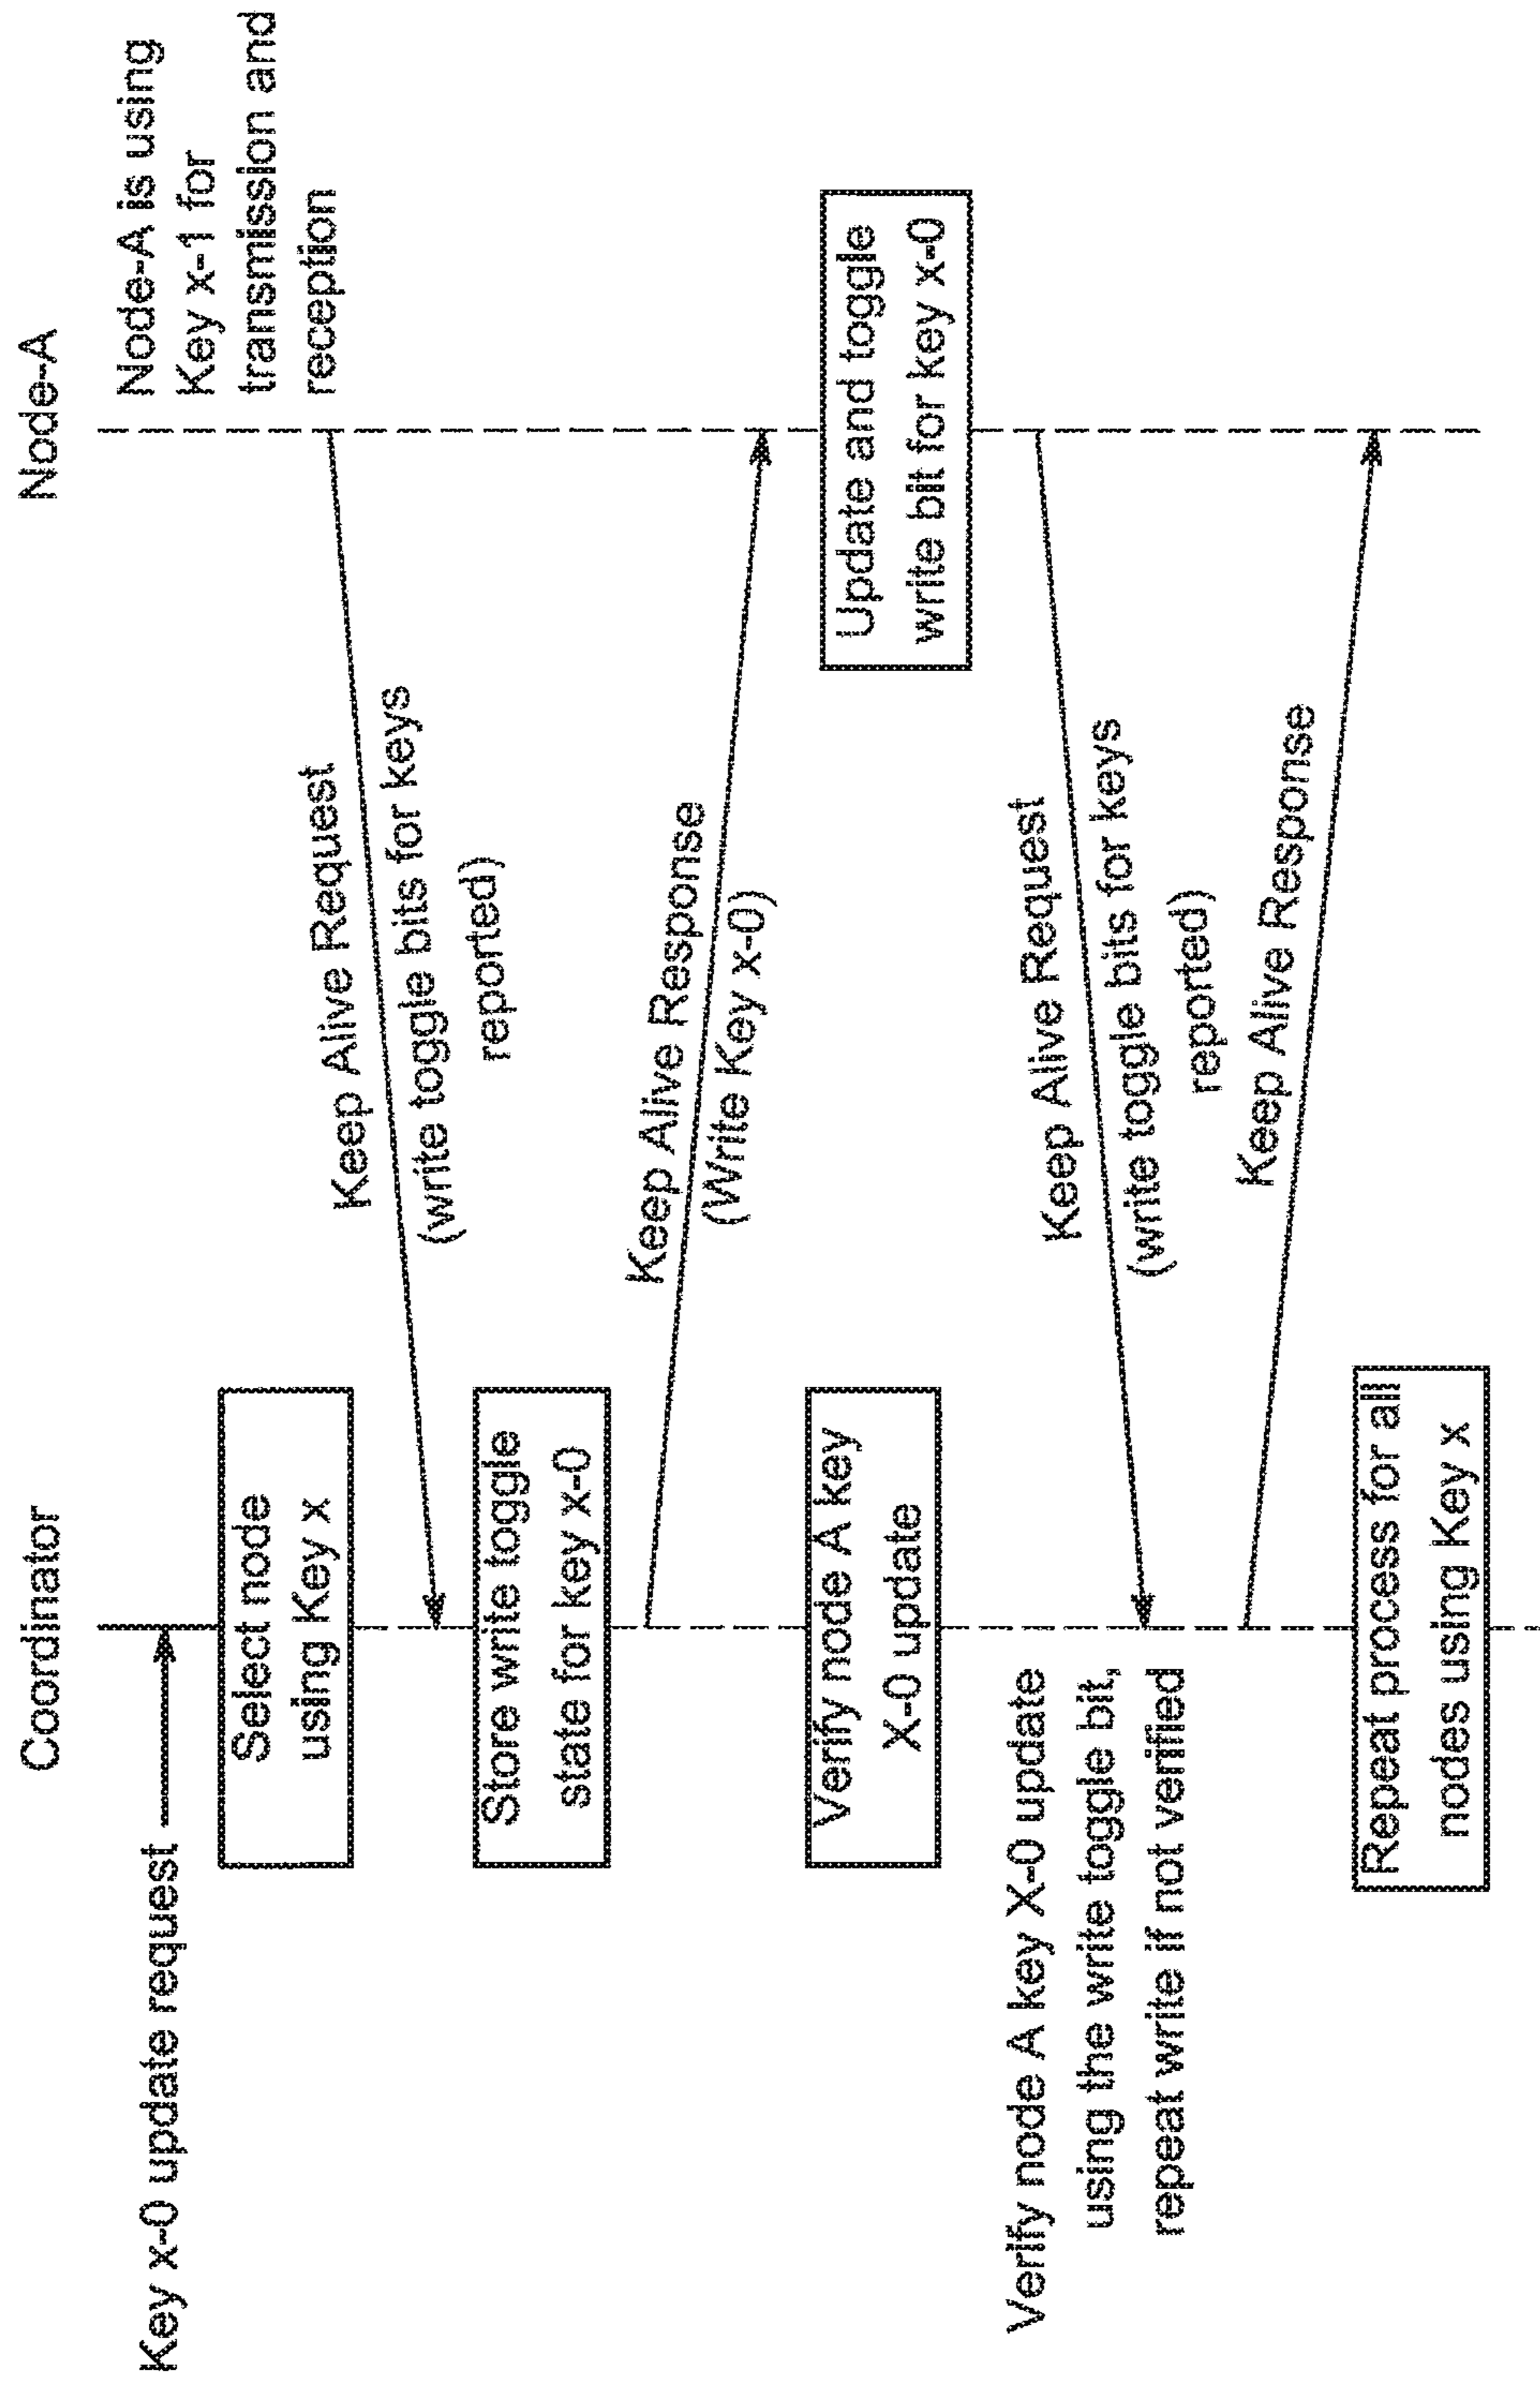 Coordinator
Node-A
Key x-0 update request
Node-A is using
Key x-1 for
transmission and
reception
Select node
using Key x
Keep Alive Request
(write toggle bits for keys
reported)
Store write toggle
state for key x-0
Keep Alive Response
(Write Key x-0)
Verify node A key
X-0 update
Update and toggle
write bit for key x-0
Verify node A key X-0 update
using the write toggle bit,
repeat write if not verified
Keep Alive Request
(write toggle bits for keys
reported)
Keep Alive Response
Repeat process for all
nodes using Key x